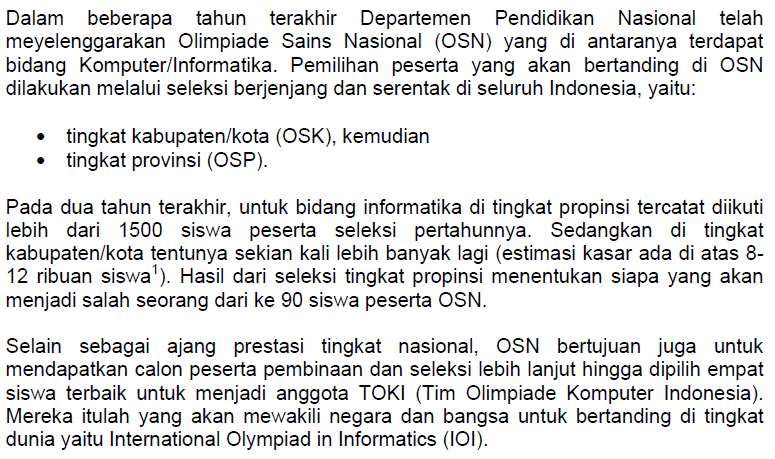 Dalam beberapa tahun terakhir Departemen Pendidikan Nasional telah
meyelenggarakan Olimpiade Sains Nasional (OSN) yang di antaranya terdapat
bidang Komputer/Informatika. Pemilihan peserta yang akan bertanding di OSN
dilakukan melalui seleksi berjenjang dan serentak di seluruh Indonesia, yaitu:
• tingkat kabupaten/kota (OSK), kemudian
• tingkat provinsi (OSP).
Pada dua tahun terakhir, untuk bidang informatika di tingkat propinsi tercatat diikuti
lebih dari 1500 siswa peserta seleksi pertahunnya. Sedangkan di tingkat
kabupaten/kota tentunya sekian kali lebih banyak lagi (estimasi kasar ada di atas 8-
12 ribuan siswa¹). Hasil dari seleksi tingkat propinsi menentukan siapa yang akan
menjadi salah seorang dari ke 90 siswa peserta OSN.
Selain sebagai ajang prestasi tingkat nasional, OSN bertujuan juga untuk
mendapatkan calon peserta pembinaan dan seleksi lebih lanjut hingga dipilih empat
siswa terbaik untuk menjadi anggota TOKI (Tim Olimpiade Komputer Indonesia).
Mereka itulah yang akan mewakili negara dan bangsa untuk bertanding di tingkat
dunia yaitu International Olympiad in Informatics (IOI).